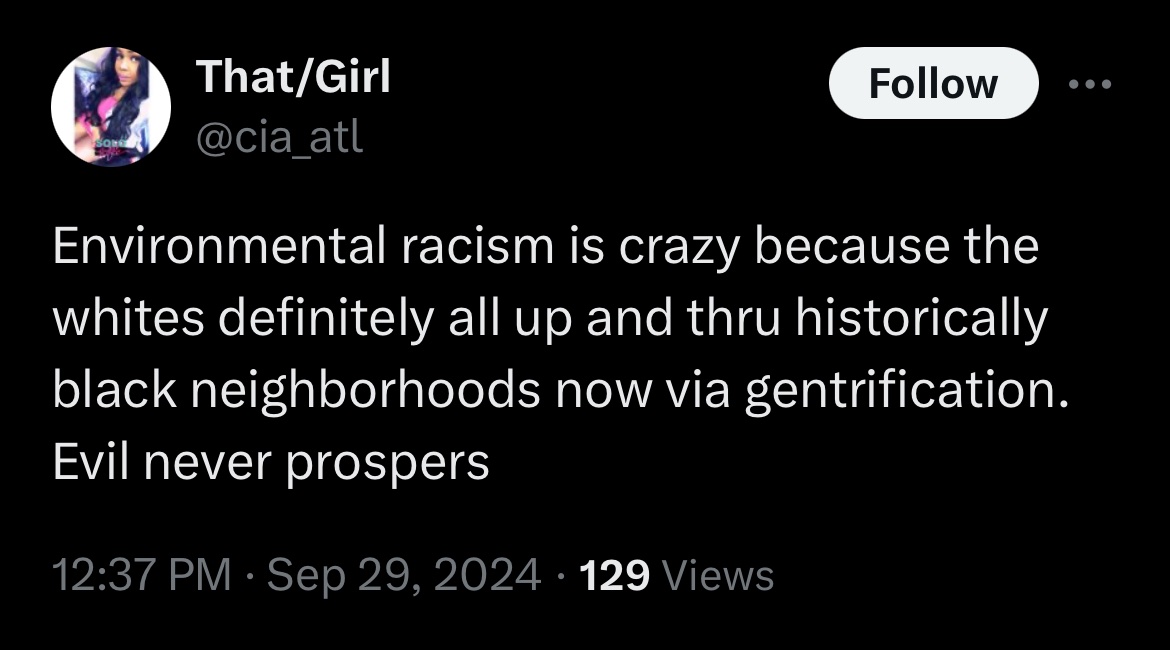 That/Girl
Follow
@cia_atl
Environmental racism is crazy because the
whites definitely all up and thru historically
black neighborhoods now via gentrification.
Evil never prospers
12:37 PM · Sep 29, 2024 · 129 Views